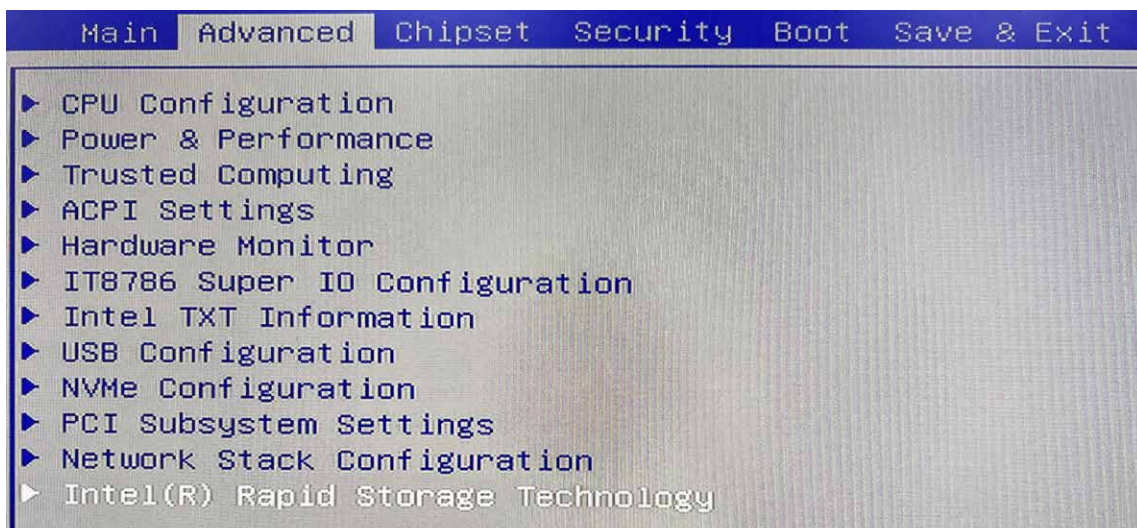 Main Advanced Chipset Security Boot Save & Exit
CPU Configuration
Power & Performance
Trusted Computing
ACPI Settings
Hardware Monitor
IT8786 Super IO Configuration
Intel TXT Information
USB Configuration
NVMe Configuration
PCI Subsystem Settings
Network Stack Configuration
Intel(R) Rapid Storage Technology